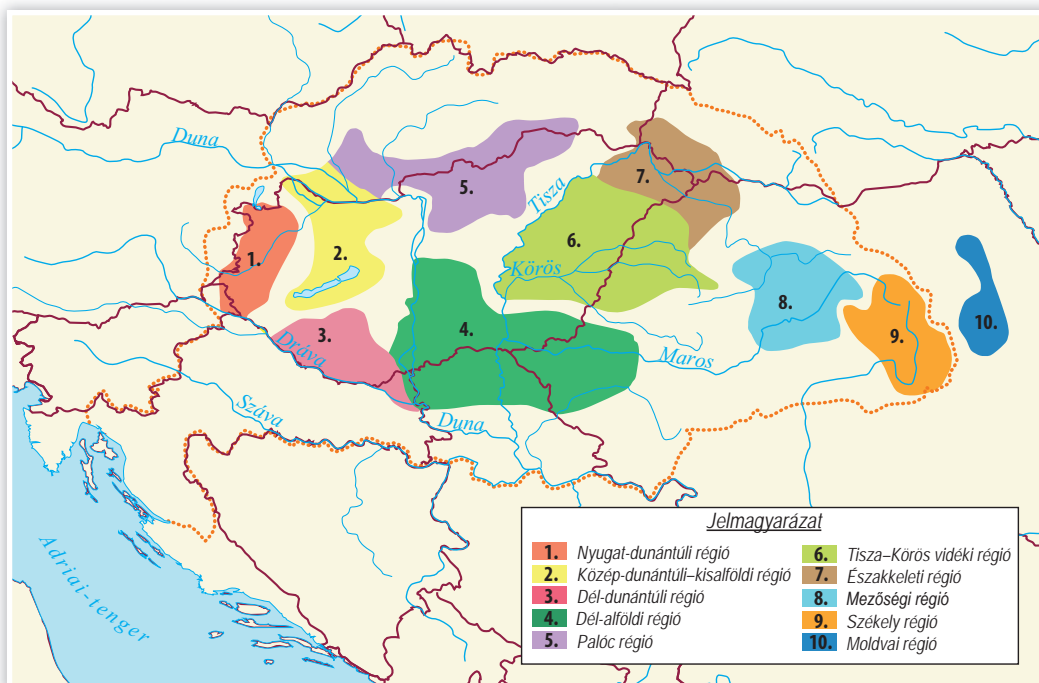 Duna
5.
7.
Tisza
1.
2.
6.
Körös
8.
3.
4.
9.
10.
Dráva
Maros
Száva
Duna
Adriai-tenger
Jelmagyarázat
1. Nyugat-dunántúli régió
2. Közép-dunántúli–kisalföldi régió
3. Dél-dunántúli régió
4. Dél-alföldi régió
5. Palóc régió
6. Tisza–Körös vidéki régió
7. Északkeleti régió
8. Mezőségi régió
9. Székely régió
10. Moldvai régió